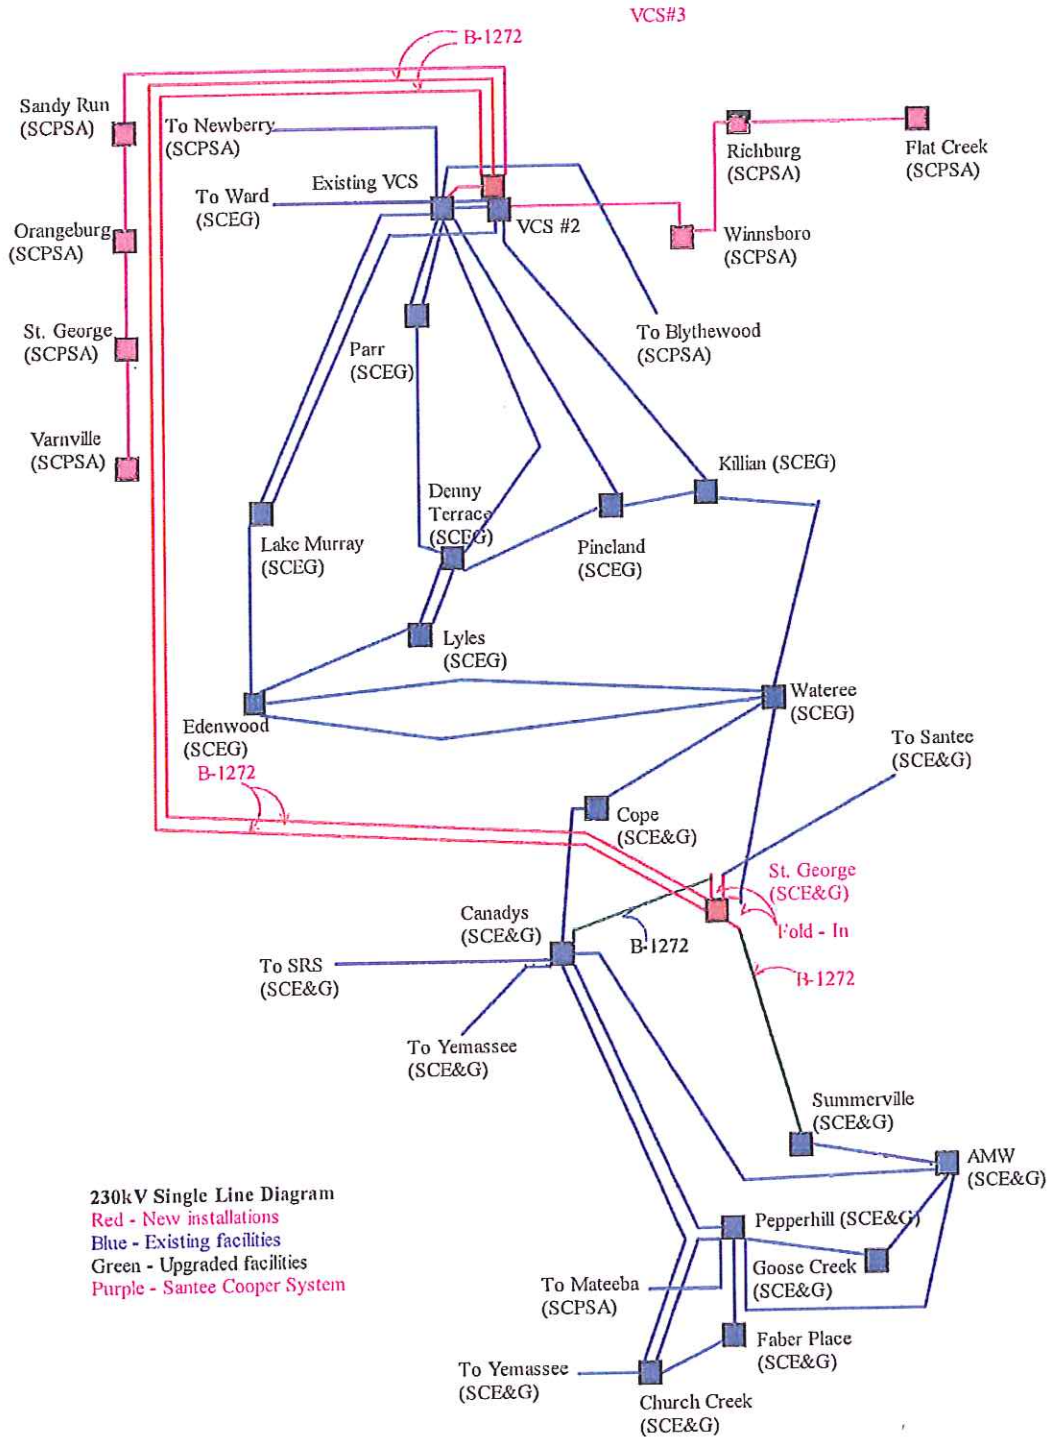 VCS#3
B-1272
Sandy Run
(SCPSA)
To Newberry
(SCPSA)
Richburg
(SCPSA)
Flat Creek
(SCPSA)
Existing VCS
To Ward
(SCEG)
VCS #2
Orangeburg
(SCPSA)
Winnsboro
(SCPSA)
St. George
(SCPSA)
To Blythewood
(SCPSA)
Parr
(SCEG)
Varnville
(SCPSA)
Killian (SCEG)
Denny
Terrace
(SCEG)
Lake Murray
(SCEG)
Pineland
(SCEG)
Lyles
(SCEG)
Wateree
(SCEG)
Edenwood
(SCEG)
To Santee
(SCE&G)
B-1272
Cope
(SCE&G)
St. George
(SCE&G)
Fold - In
Canadys
(SCE&G)
B-1272
To SRS
(SCE&G)
B-1272
To Yemassee
(SCE&G)
Summerville
(SCE&G)
AMW
(SCE&G)
230kV Single Line Diagram
Red - New installations
Blue - Existing facilities
Green - Upgraded facilities
Purple - Santee Cooper System
Pepperhill (SCE&G)
Goose Creek
(SCE&G)
To Mateeba
(SCPSA)
Faber Place
(SCE&G)
To Yemassee
(SCE&G)
Church Creek
(SCE&G)